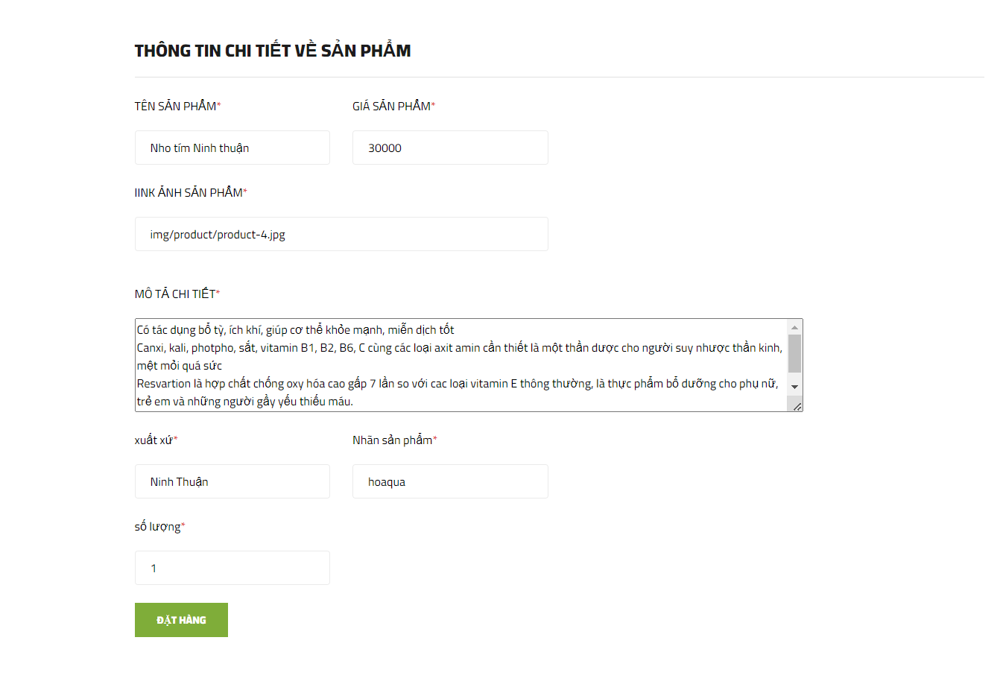 THÔNG TIN CHI TIẾT VỀ SẢN PHẨM
TÊN SẢN PHẨM* GIÁ SẢN PHẨM*
Nho tím Ninh thuận 30000
lINK ẢNH SẢN PHẨM*
img/product/product-4.jpg
MÔ TẢ CHI TIẾT*
Có tác dụng bổ tỳ, ích khí, giúp cơ thể khỏe mạnh, miễn dịch tốt
Canxi, kali, photpho, sắt, vitamin B1, B2, B6, C cùng các loại axit amin cần thiết là một thần dược cho người suy nhược thần kinh,
mệt mỏi quá sức
Resvartion là hợp chất chống oxy hóa cao gấp 7 lần so với cac loại vitamin E thông thường, là thực phẩm bổ dưỡng cho phụ nữ,
trẻ em và những người gầy yếu thiếu máu.
xuất xứ* Nhãn sản phẩm*
Ninh Thuận hoaqua
số lượng*
1
ĐẶT HÀNG